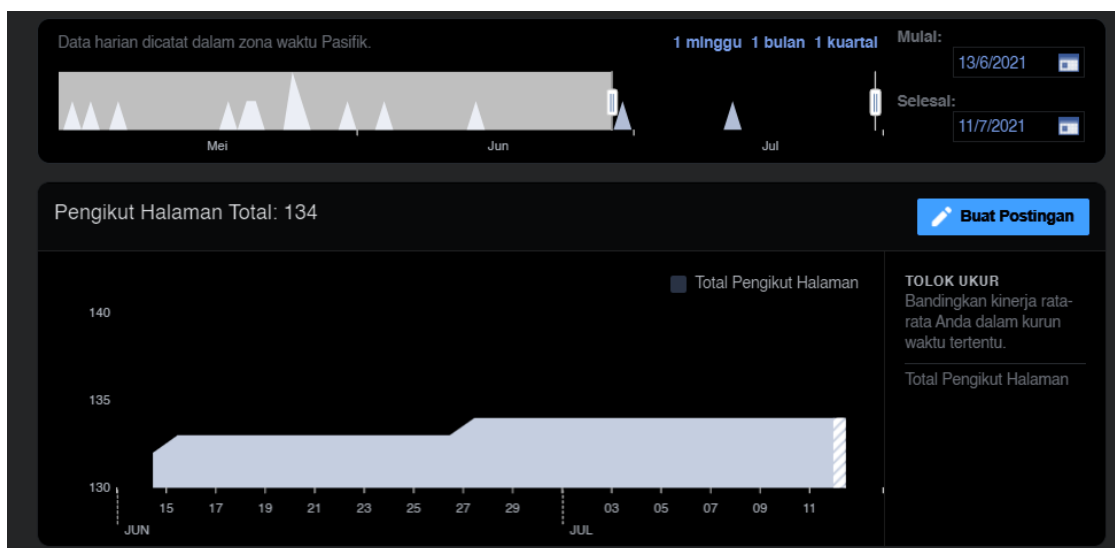 Data harian dicatat dalam zona waktu Pasifik.
1 minggu 1 bulan 1 kuartal
Mulai:
13/6/2021
Selesai:
11/7/2021
Mei
Jun
Jul
Pengikut Halaman Total: 134
Buat Postingan
Total Pengikut Halaman
140
135
130
15 17 19 21 23 25 27 29 03 05 07 09 11
JUN
JUL
TOLOK UKUR
Bandingkan kinerja rata-
rata Anda dalam kurun
waktu tertentu.
Total Pengikut Halaman